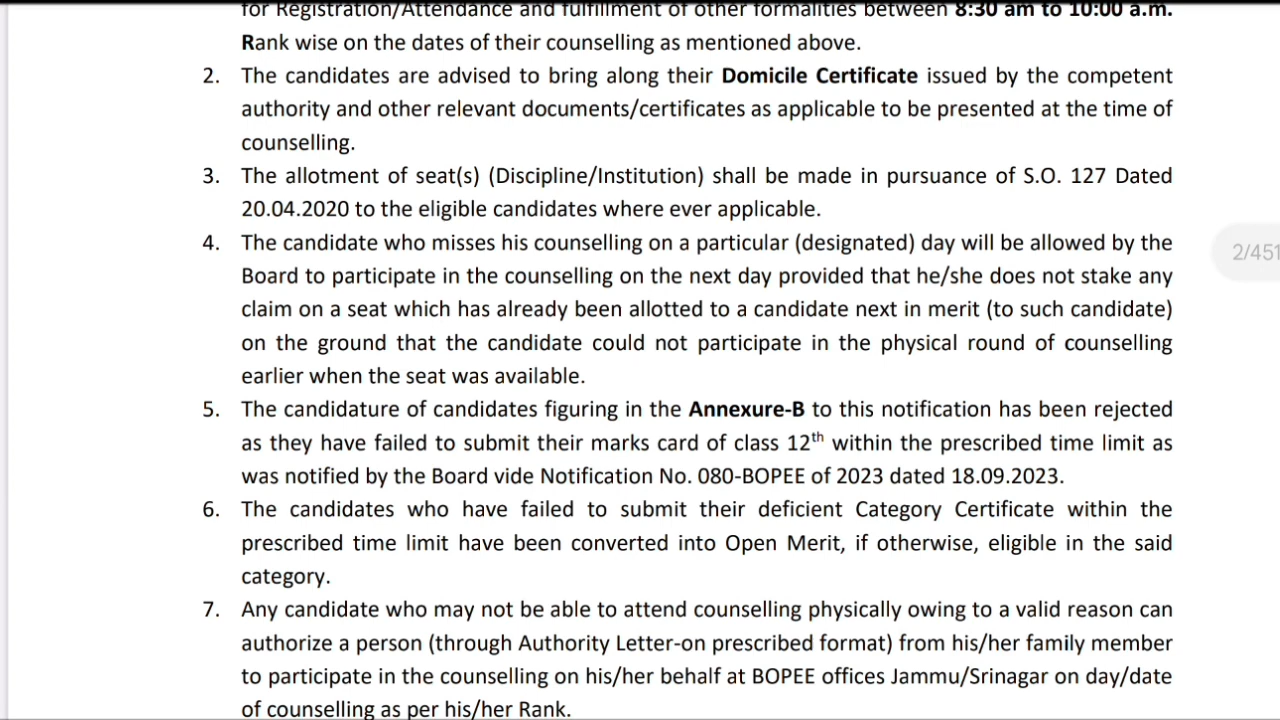 for Registration/Attendance and fulfillment of other formalities between 8:30 am to 10:00 a.m.
Rank wise on the dates of their counselling as mentioned above.
2. The candidates are advised to bring along their Domicile Certificate issued by the competent
authority and other relevant documents/certificates as applicable to be presented at the time of
counselling.
3. The allotment of seat(s) (Discipline/Institution) shall be made in pursuance of S.O. 127 Dated
20.04.2020 to the eligible candidates where ever applicable.
4. The candidate who misses his counselling on a particular (designated) day will be allowed by the
Board to participate in the counselling on the next day provided that he/she does not stake any
claim on a seat which has already been allotted to a candidate next in merit (to such candidate)
on the ground that the candidate could not participate in the physical round of counselling
earlier when the seat was available.
5. The candidature of candidates figuring in the Annexure-B to this notification has been rejected
as they have failed to submit their marks card of class 12th within the prescribed time limit as
was notified by the Board vide Notification No. 080-BOPEE of 2023 dated 18.09.2023.
6. The candidates who have failed to submit their deficient Category Certificate within the
prescribed time limit have been converted into Open Merit, if otherwise, eligible in the said
category.
7. Any candidate who may not be able to attend counselling physically owing to a valid reason can
authorize a person (through Authority Letter-on prescribed format) from his/her family member
to participate in the counselling on his/her behalf at BOPEE offices Jammu/Srinagar on day/date
of counselling as per his/her Rank.
2/451